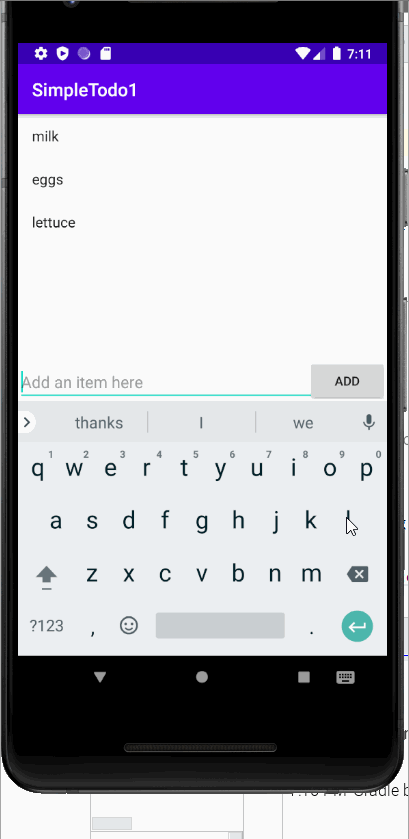 7:11
SimpleTodo1
milk
eggs
lettuce
Add an item here
ADD
thanks I we
1 2 3 4 5 6 7 8 9 0
q w e r t y u i o p
a s d f g h j k l
z x c v b n m
?123 , .